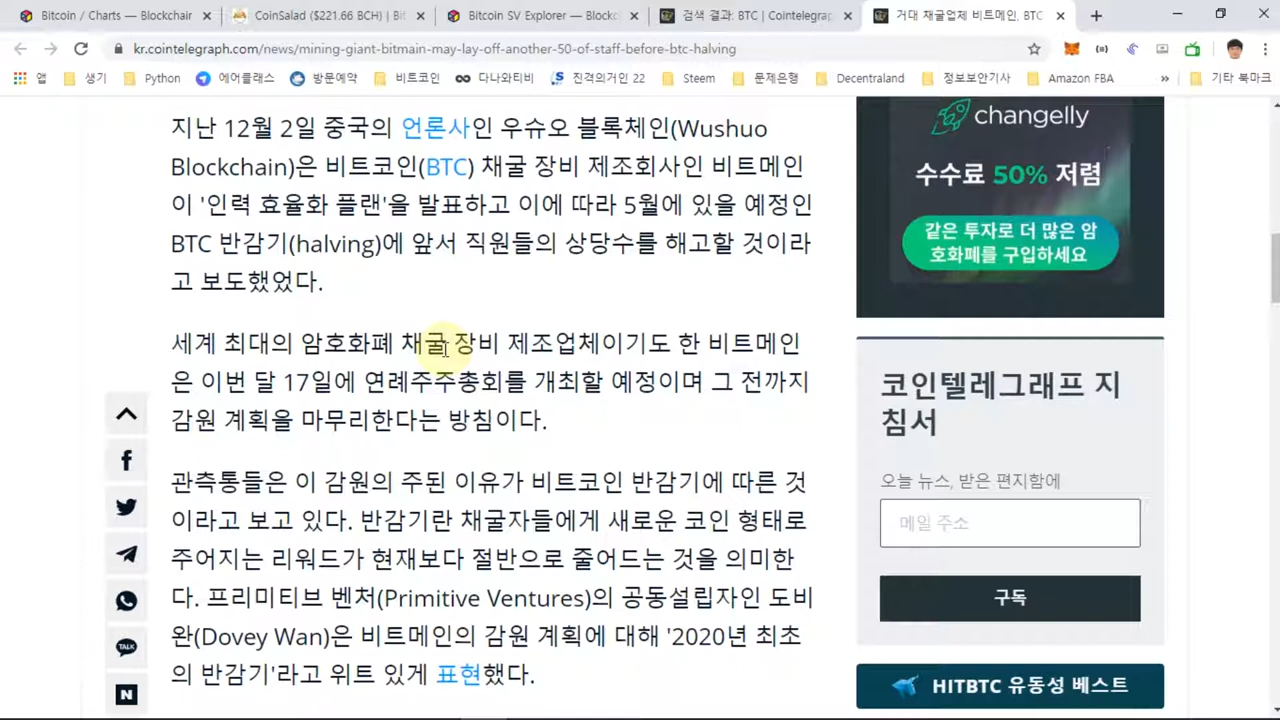 Bitcoin / Charts — Blockchain
CoinSalad ($221.66 BCH) | Bit
Bitcoin SV Explorer — Blockc
검색 결과: BTC | Cointelegrap
거대 채굴업제 비트메인, BTC
kr.cointelegraph.com/news/mining-giant-bitmain-may-lay-off-another-50-of-staff-before-btc-halving
앱
생기
Python
에어클래스
방문예약
비트코인
다나와티비
진격의거인 22
Steem
문제은행
Decentraland
정보보안기사
Amazon FBA
»
기타 북마크
지난 12월 2일 중국의 언론사인 우슈오 블록체인(Wushuo
Blockchain)은 비트코인(BTC) 채굴 장비 제조회사인 비트메인
이 '인력 효율화 플랜'을 발표하고 이에 따라 5월에 있을 예정인
BTC 반감기(halving)에 앞서 직원들의 상당수를 해고할 것이라
고 보도했었다.
세계 최대의 암호화폐 채굴 장비 제조업체이기도 한 비트메인
은 이번 달 17일에 연례주주총회를 개최할 예정이며 그 전까지
감원 계획을 마무리한다는 방침이다.
관측통들은 이 감원의 주된 이유가 비트코인 반감기에 따른 것
이라고 보고 있다. 반감기란 채굴자들에게 새로운 코인 형태로
주어지는 리워드가 현재보다 절반으로 줄어드는 것을 의미한
다. 프리미티브 벤처(Primitive Ventures)의 공동설립자인 도비
완(Dovey Wan)은 비트메인의 감원 계획에 대해 '2020년 최초
의 반감기'라고 위트 있게 표현했다.
TALK
N
changelly
수수료 50% 저렴
같은 투자로 더 많은 암
호화폐를 구입하세요
코인텔레그래프 지
침서
오늘 뉴스, 받은 편지함에
메일 주소
구독
HITBTC 유동성 베스트